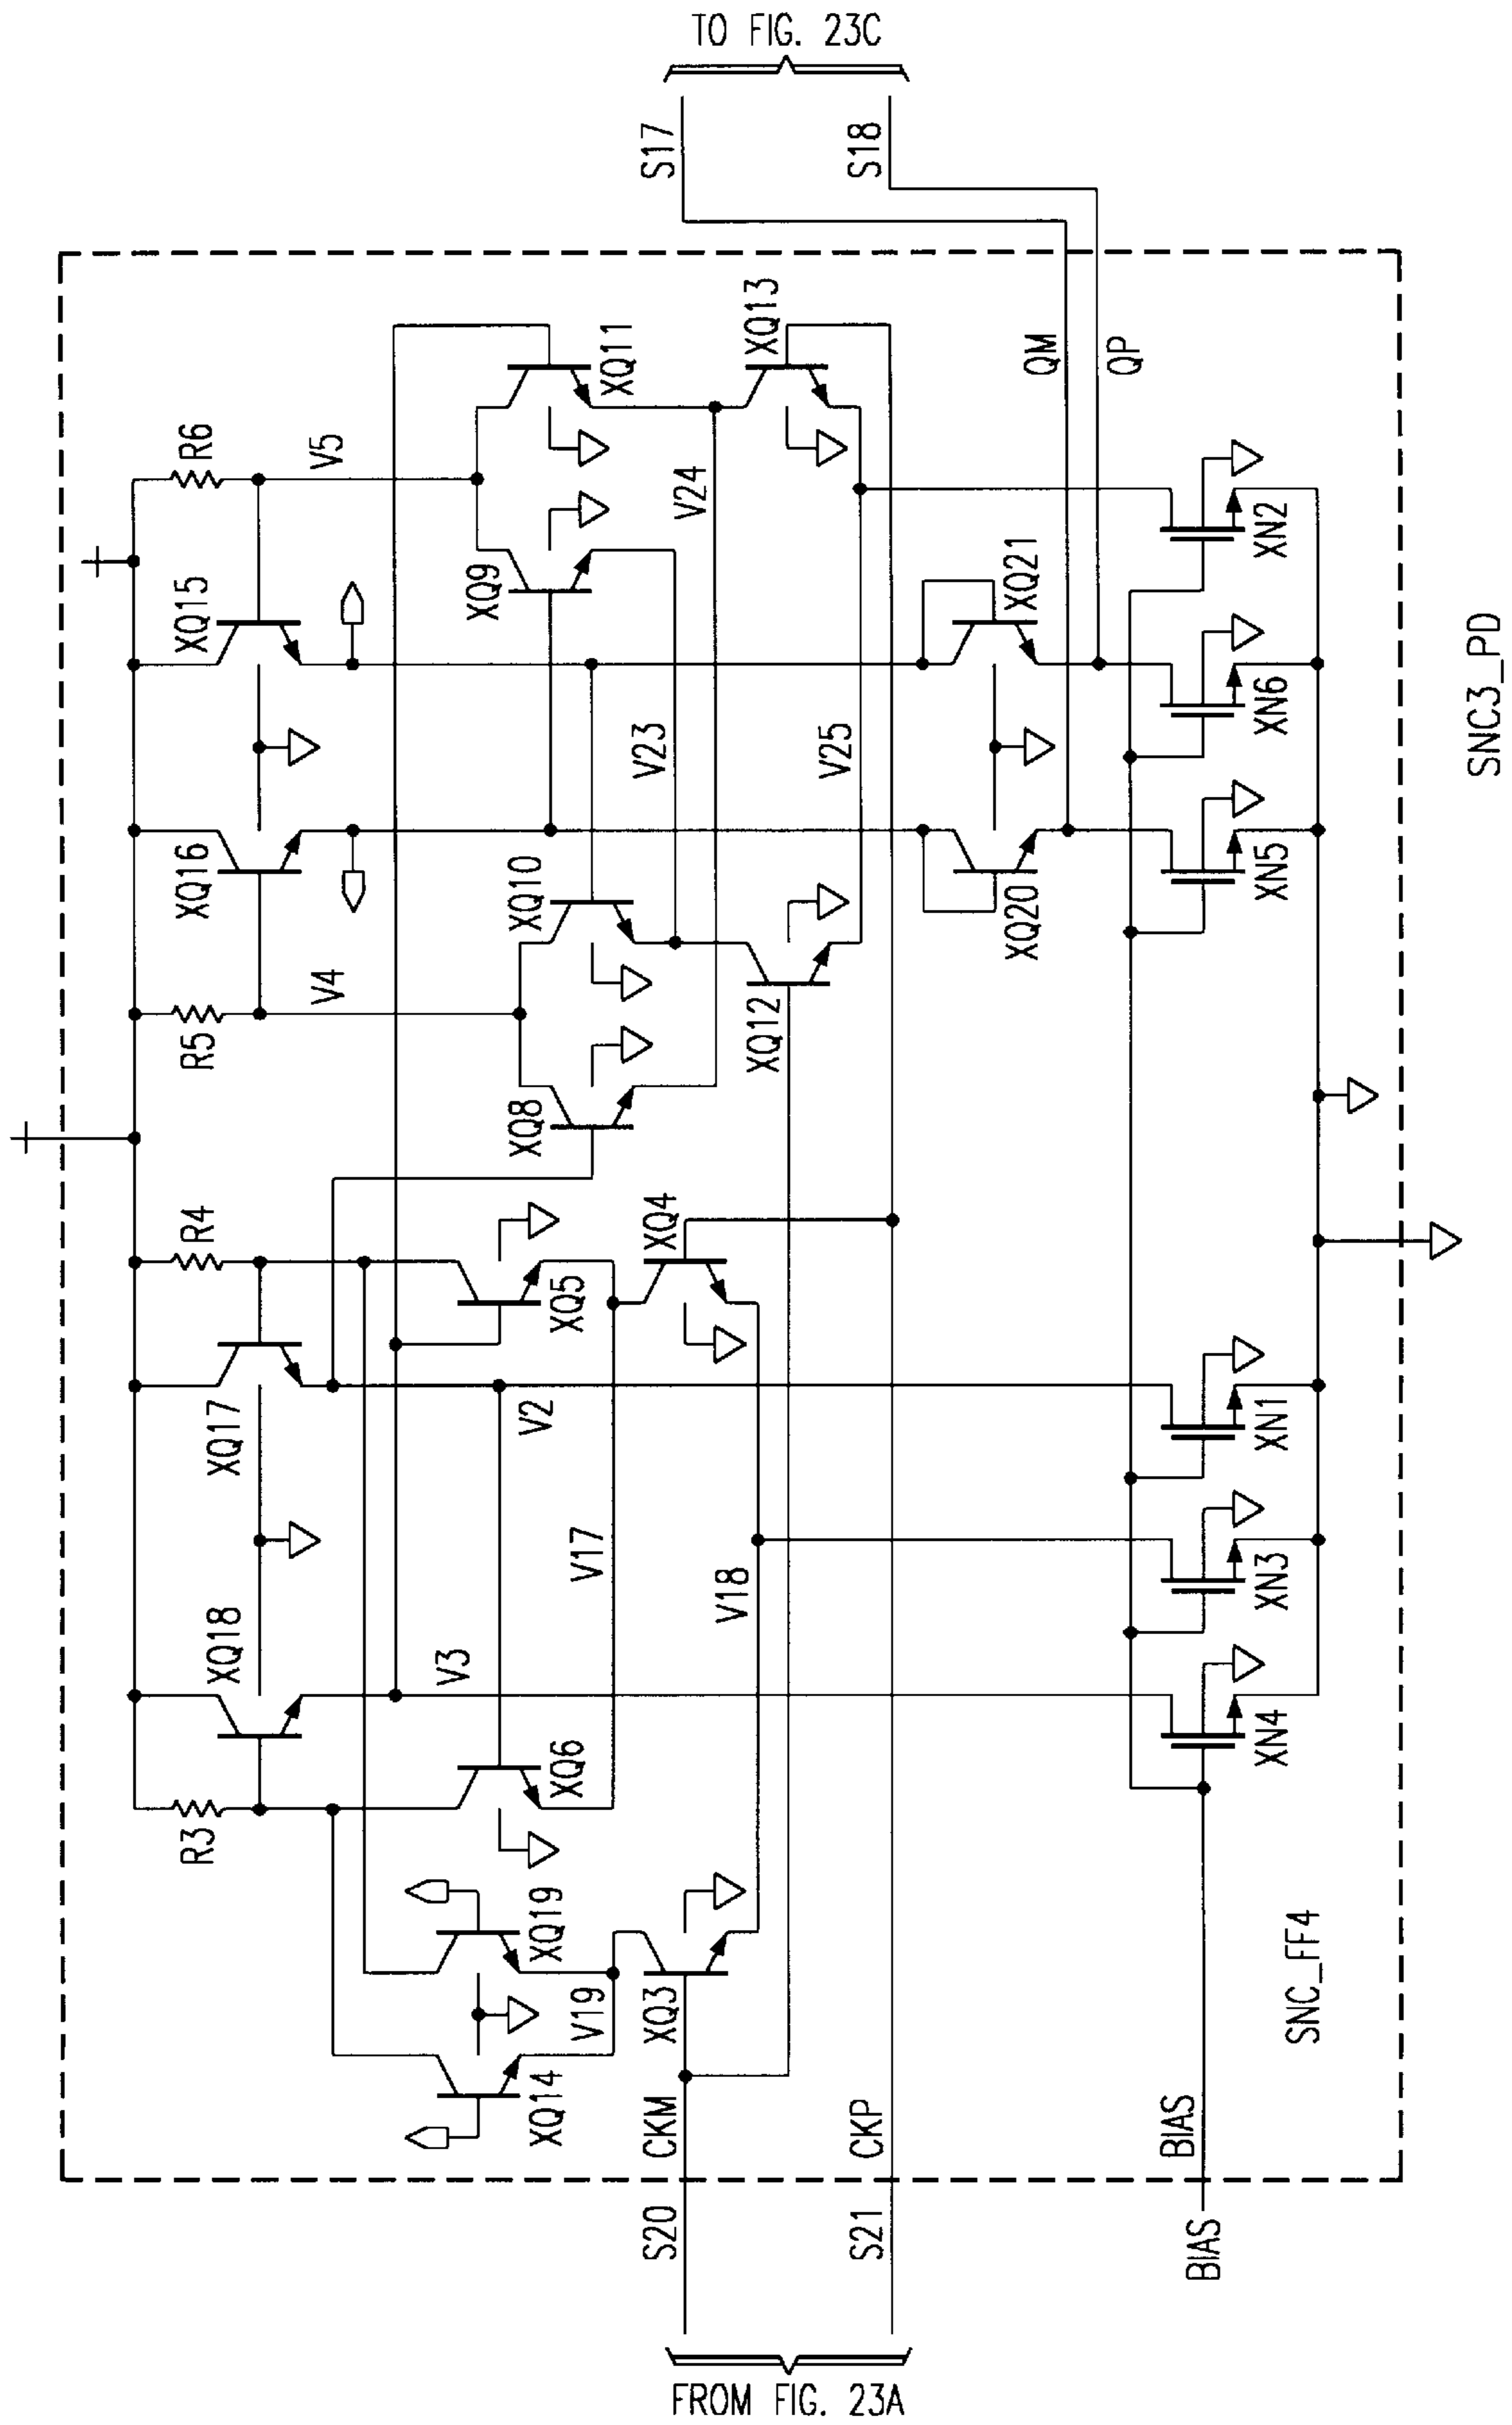 TO FIG. 23C
S17
S18
QM
QP
XQ11
XQ13
R6
V5
V24
XQ15
XQ9
XQ21
XN2
XN6
V23
V25
XQ16
XQ10
XQ20
XN5
R5
V4
XQ12
XQ8
R4
XQ4
XQ5
XQ17
V2
XN1
V17
XN3
V18
XQ18
V3
XN4
R3
XQ6
XQ19
V19
XQ3
XQ14
SNC_FF4
CKM
CKP
BIAS
S20
S21
BIAS
FROM FIG. 23A
SNC3_PD